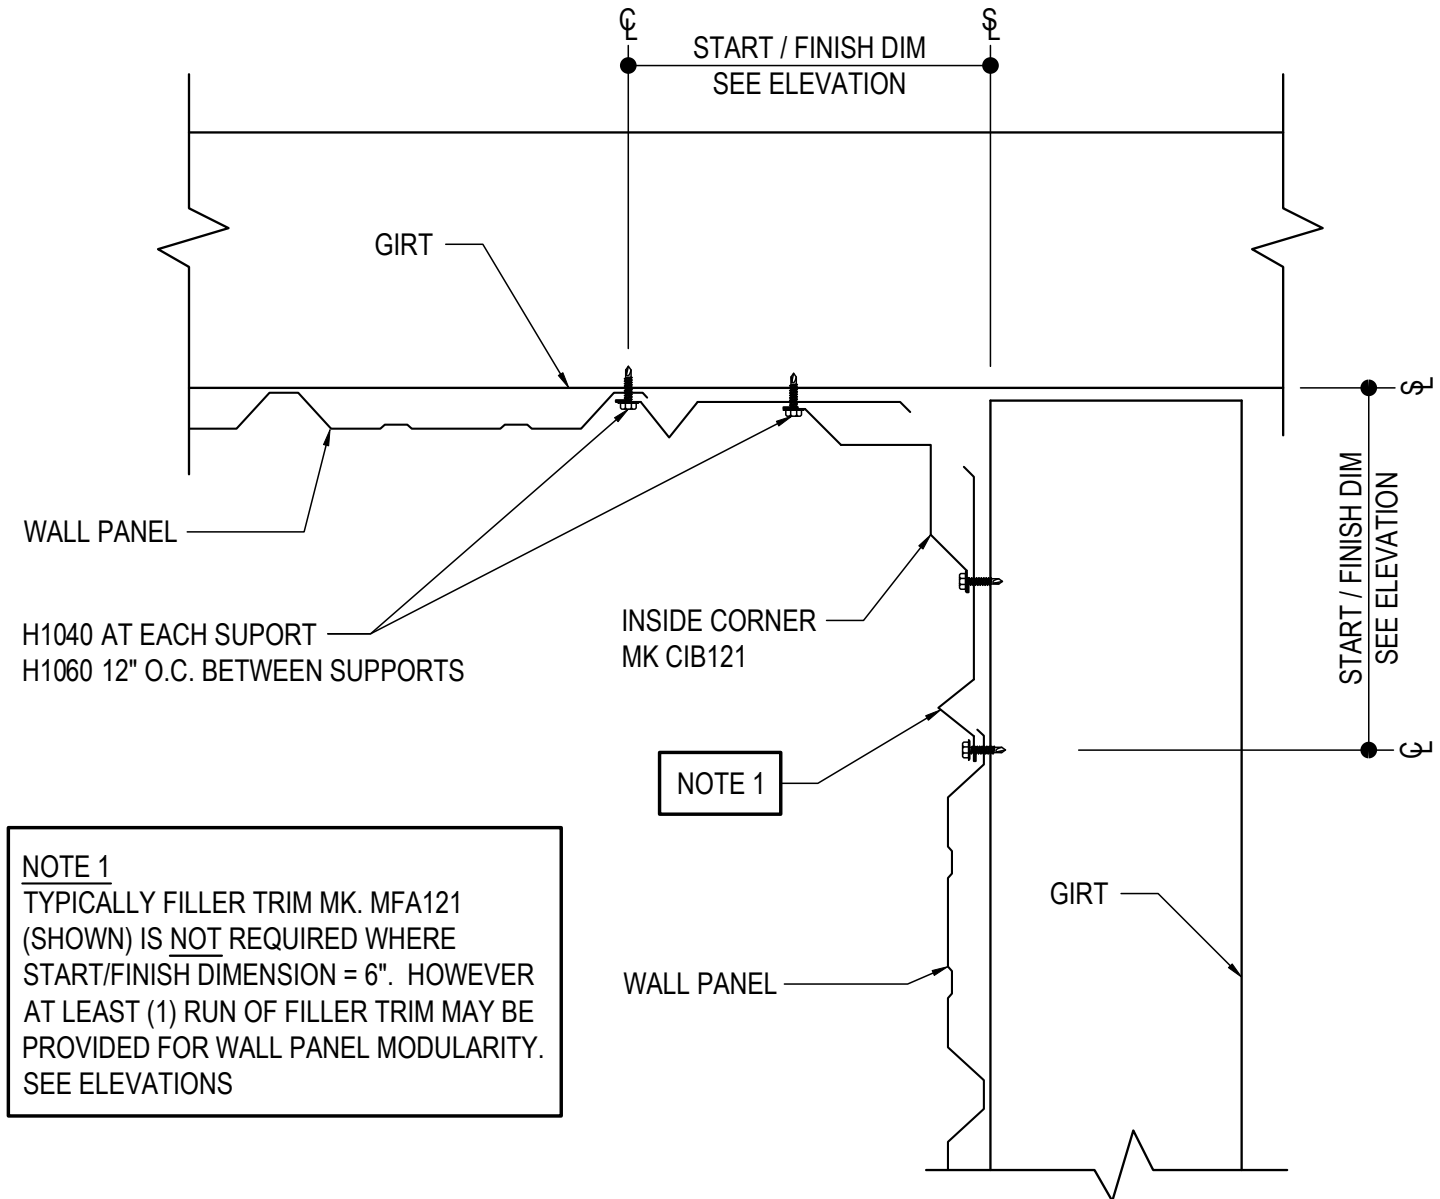 ℄
SL
START / FINISH DIM
SEE ELEVATION
GIRT
SL
START / FINISH DIM
SEE ELEVATION
℄
WALL PANEL
H1040 AT EACH SUPORT
H1060 12" O.C. BETWEEN SUPPORTS
INSIDE CORNER
MK CIB121
NOTE 1
NOTE 1
TYPICALLY FILLER TRIM MK. MFA121
(SHOWN) IS NOT REQUIRED WHERE
START/FINISH DIMENSION = 6". HOWEVER
AT LEAST (1) RUN OF FILLER TRIM MAY BE
PROVIDED FOR WALL PANEL MODULARITY.
SEE ELEVATIONS
GIRT
WALL PANEL